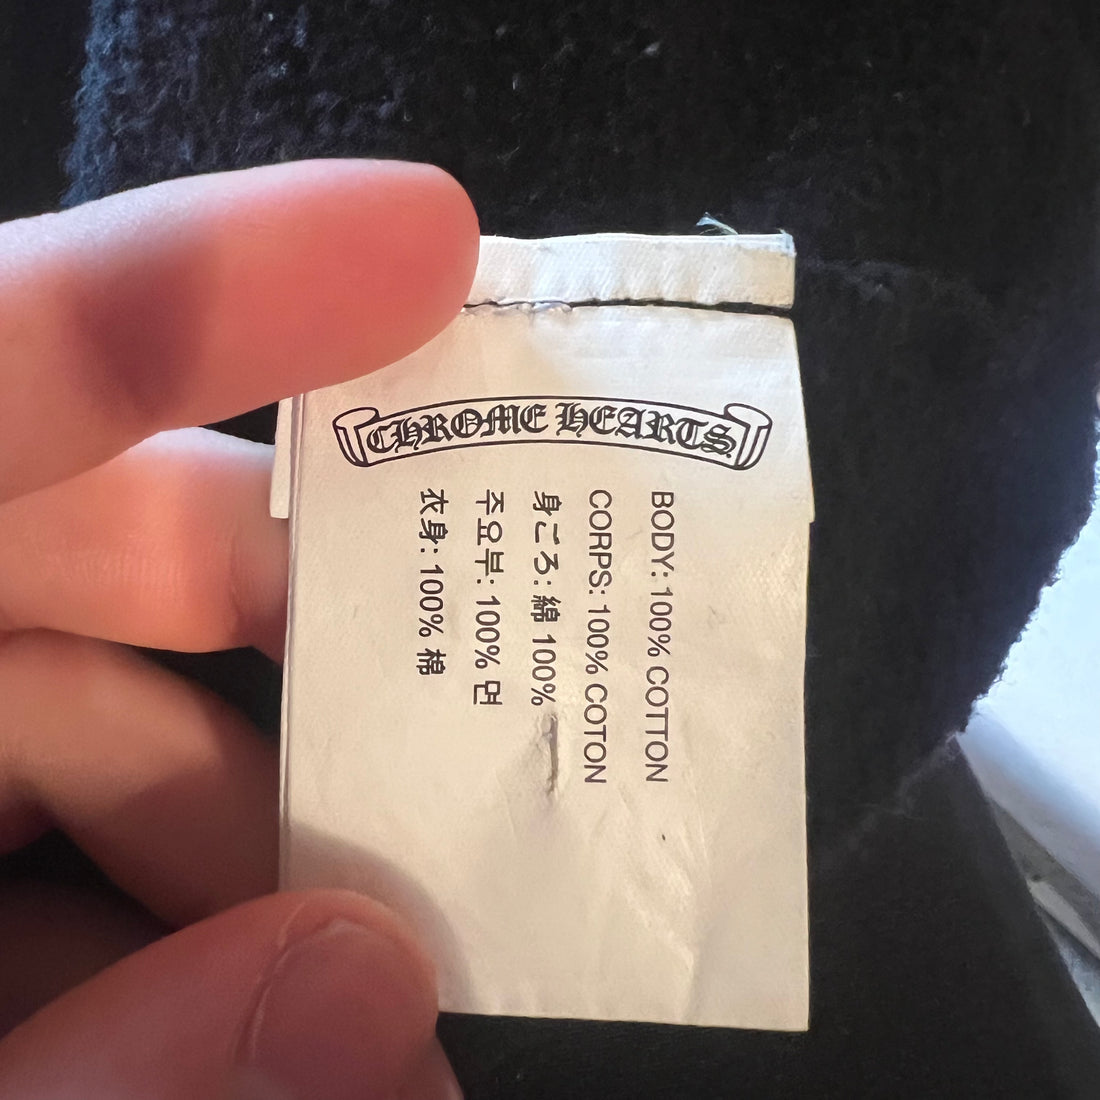 CHROME HEARTS
BODY: 100% COTTON
CORPS: 100% COTON
身ごろ: 綿 100%
주요부: 100% 면
衣身: 100% 棉